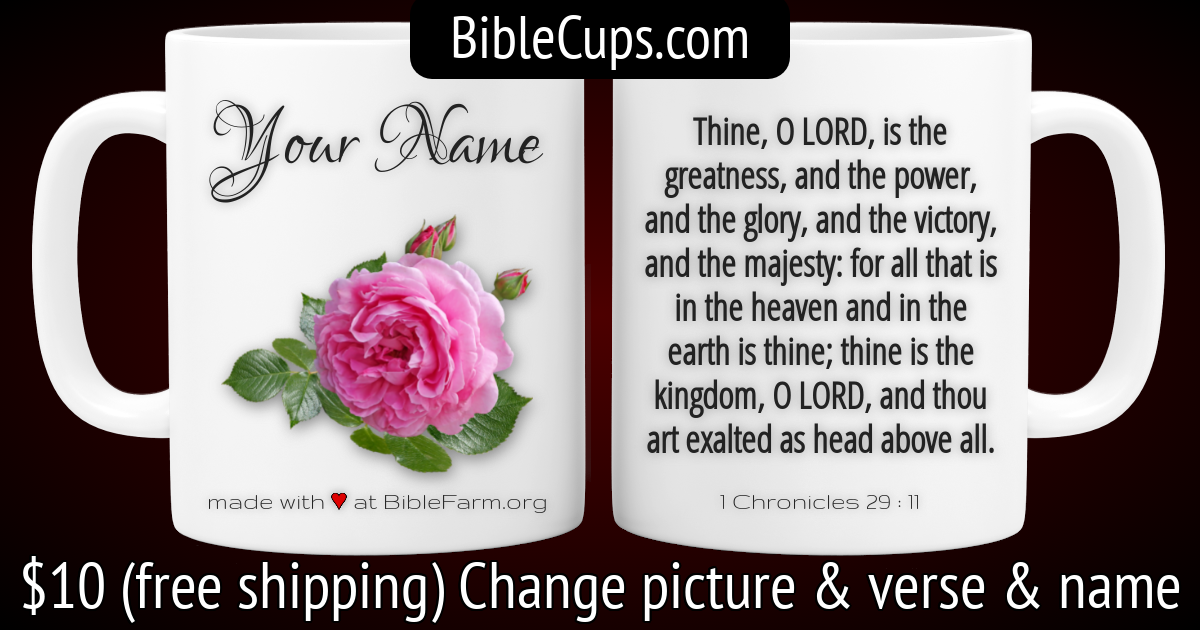 BibleCups.com
Your Name
made with ♥ at BibleFarm.org
Thine, O LORD, is the
greatness, and the power,
and the glory, and the victory,
and the majesty: for all that is
in the heaven and in the
earth is thine; thine is the
kingdom, O LORD, and thou
art exalted as head above all.
1 Chronicles 29 : 11
$10 (free shipping) Change picture & verse & name